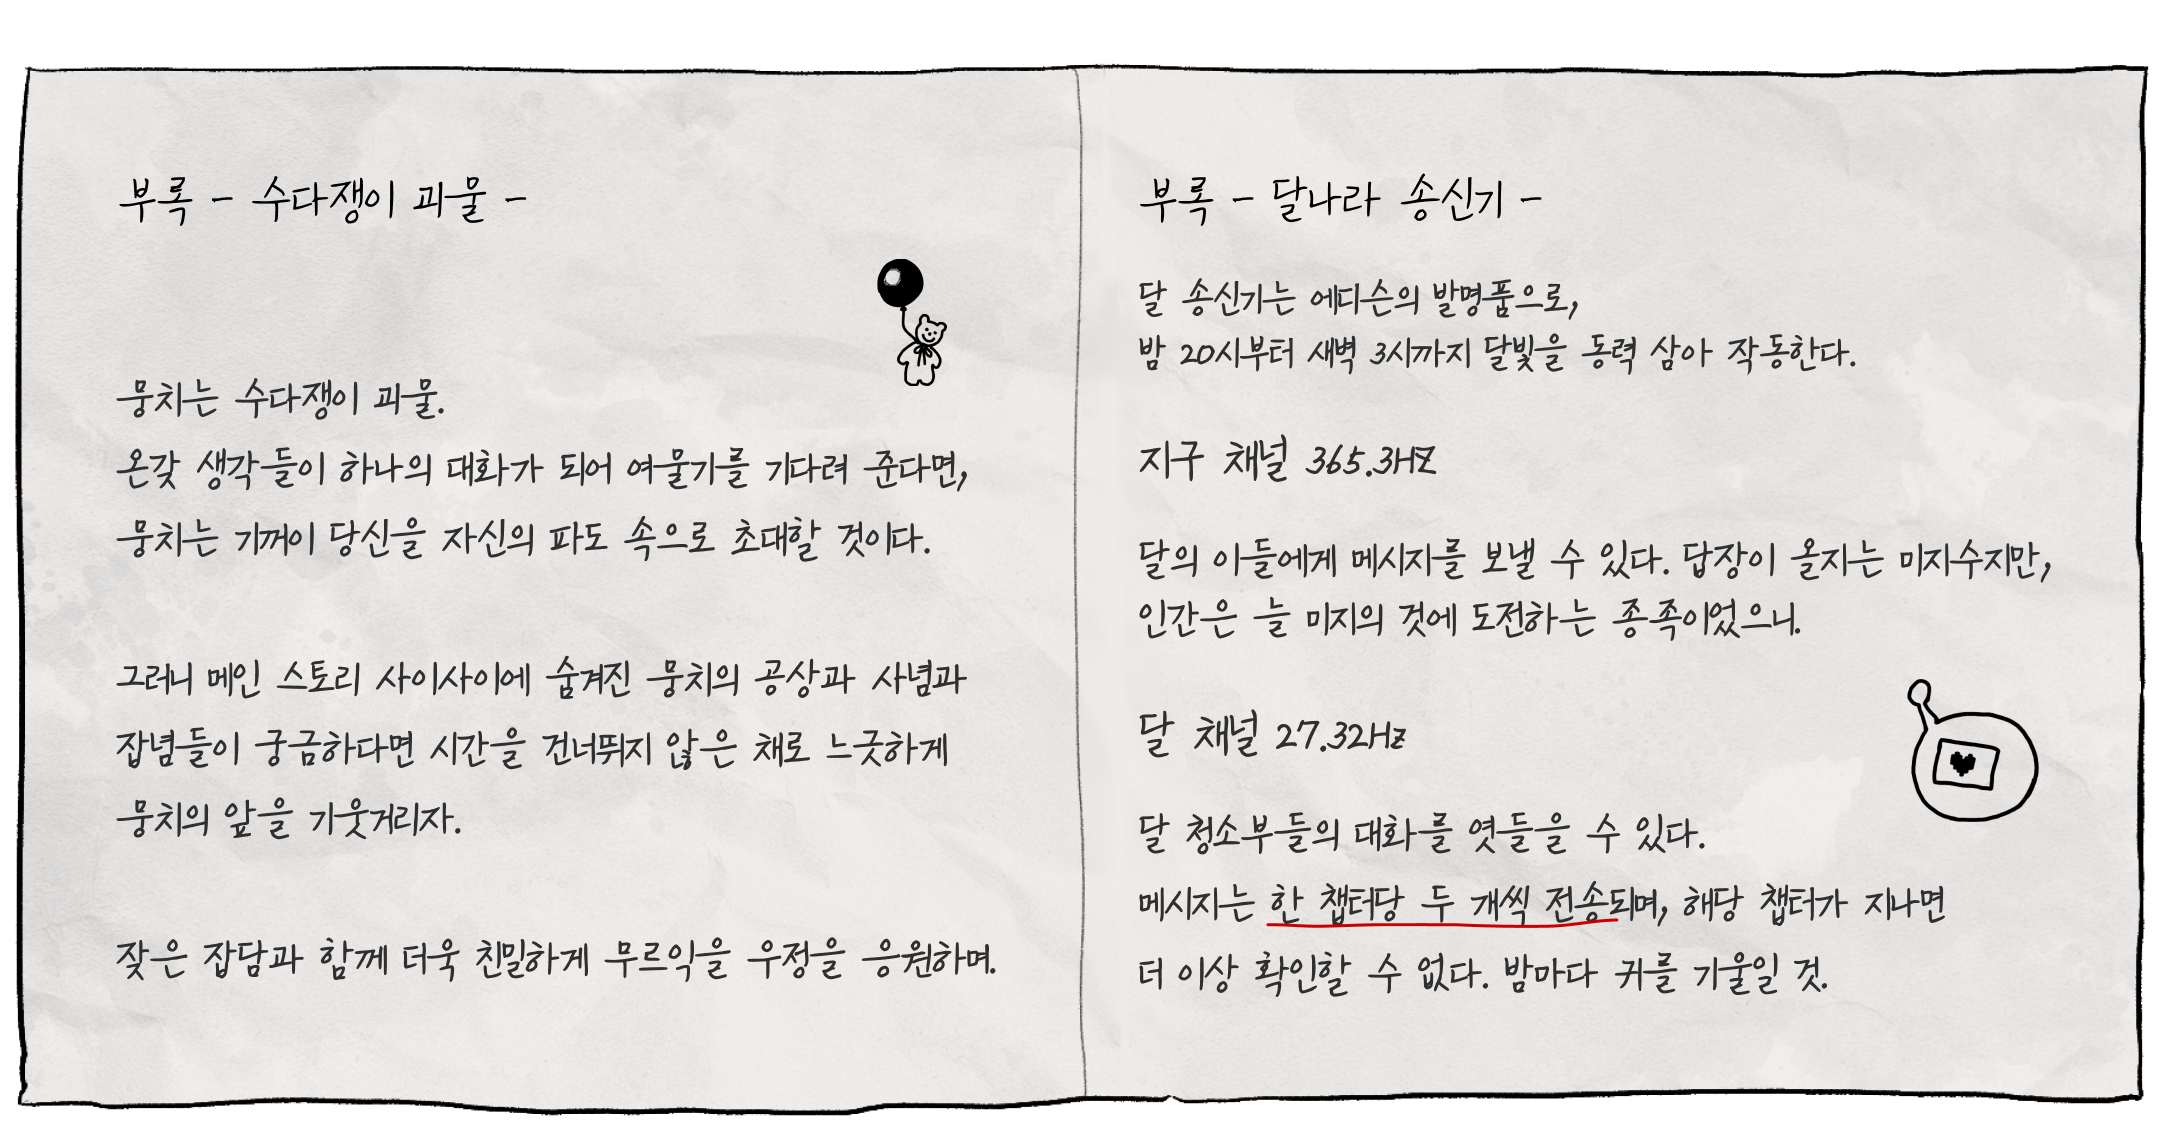 부록 - 수다쟁이 괴물 -
뭉치는 수다쟁이 괴물.
온갖 생각들이 하나의 대화가 되어 여물기를 기다려 준다면,
뭉치는 기꺼이 당신을 자신의 파도 속으로 초대할 것이다.
그러니 메인 스토리 사이사이에 숨겨진 뭉치의 공상과 사념과
잡념들이 궁금하다면 시간을 건너뛰지 않은 채로 느긋하게
뭉치의 앞을 기웃거리자.
잦은 잡담과 함께 더욱 친밀하게 무르익을 우정을 응원하며.
부록 - 달나라 송신기 -
달 송신기는 에디슨의 발명품으로,
밤 20시부터 새벽 3시까지 달빛을 동력 삼아 작동한다.
지구 채널 365.3HZ
달의 이들에게 메시지를 보낼 수 있다. 답장이 올지는 미지수지만,
인간은 늘 미지의 것에 도전하는 종족이었으니.
달 채널 27.32Hz
달 청소부들의 대화를 엿들을 수 있다.
메시지는 한 챕터당 두 개씩 전송되며, 해당 챕터가 지나면
더 이상 확인할 수 없다. 밤마다 귀를 기울일 것.